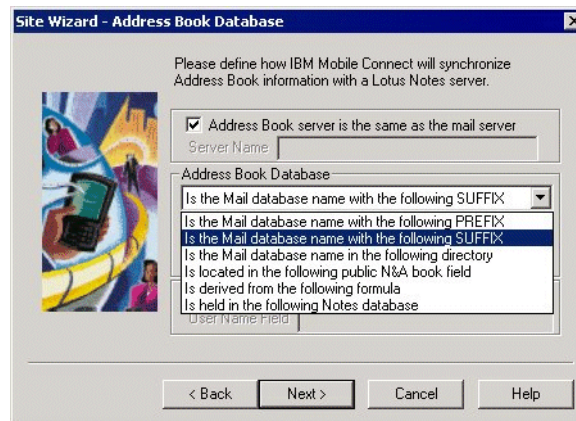 Site Wizard - Address Book Database
Please define how IBM Mobile Connect will synchronize
Address Book information with a Lotus Notes server.
Address Book server is the same as the mail server
Server Name
Address Book Database
Is the Mail database name with the following SUFFIX
Is the Mail database name with the following PREFIX
Is the Mail database name with the following SUFFIX
Is the Mail database name in the following directory
Is located in the following public N&A book field
Is derived from the following formula
Is held in the following Notes database
User Name Field
< Back
Next >
Cancel
Help